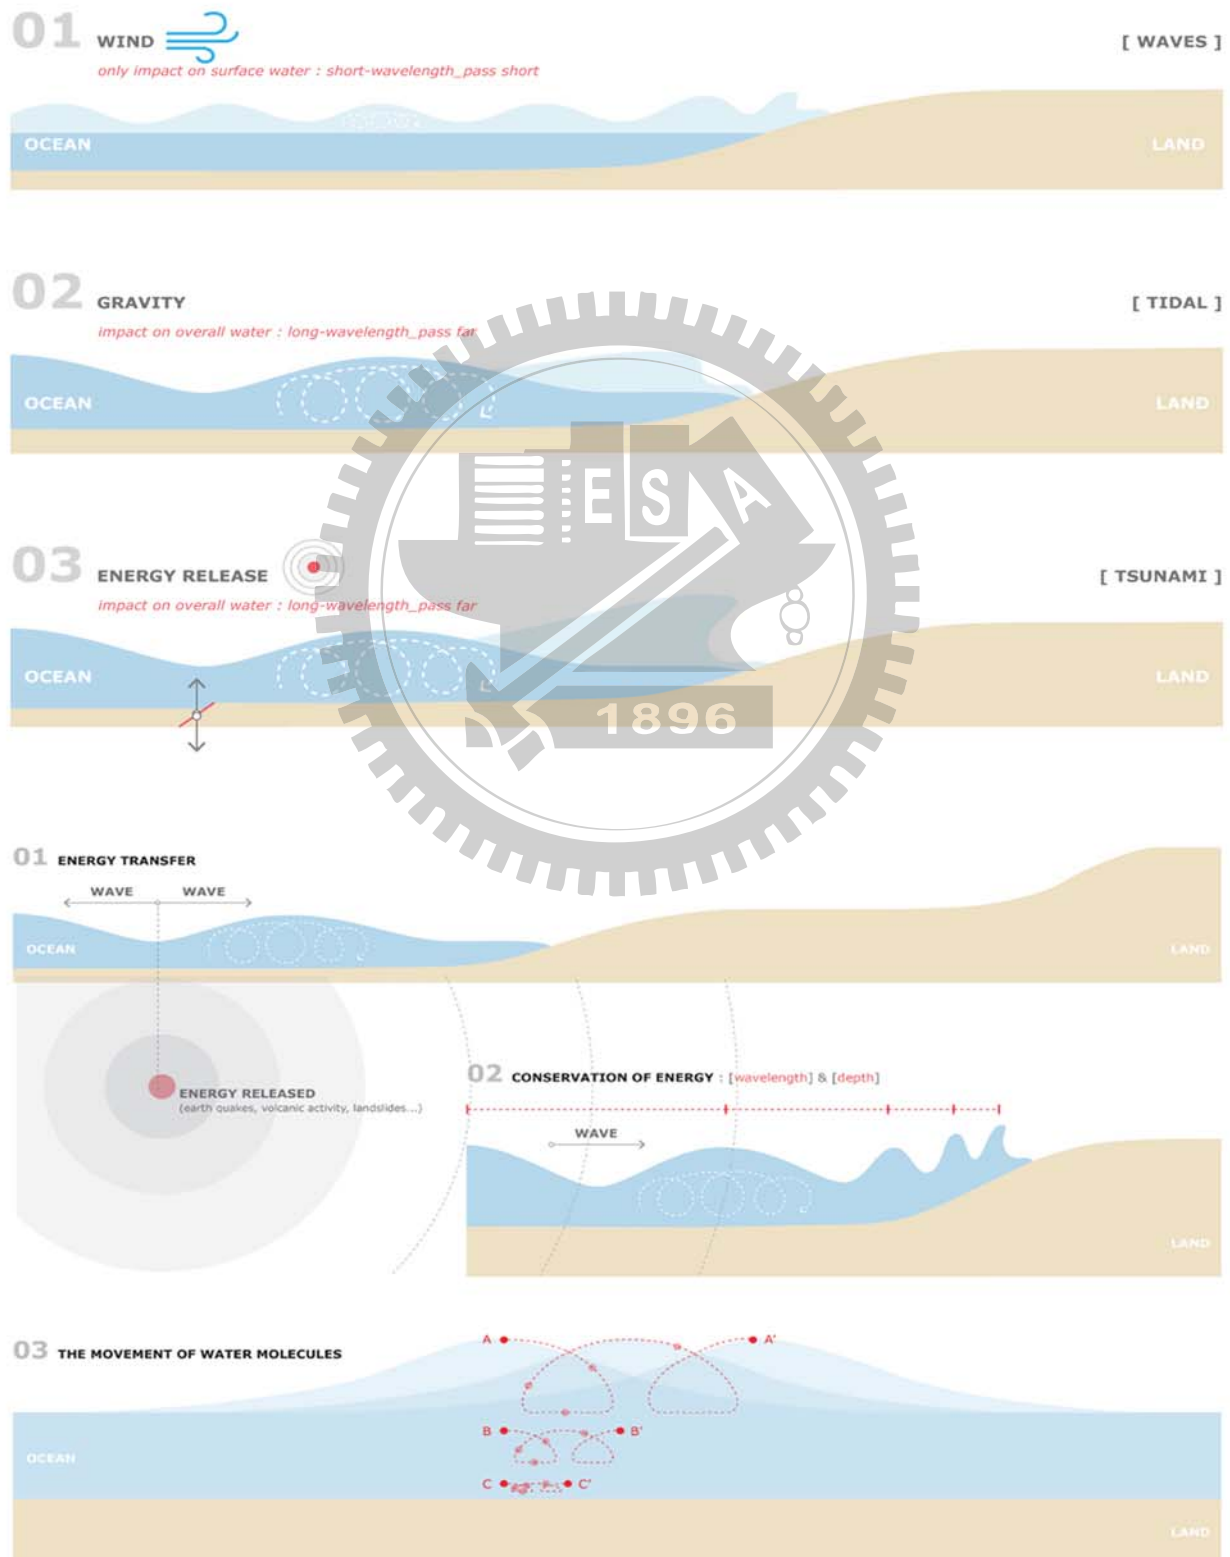 01 WIND
[ WAVES ]
only impact on surface water : short-wavelength_pass short
OCEAN
LAND
02 GRAVITY
[ TIDAL ]
impact on overall water : long-wavelength_pass far
OCEAN
LAND
ESA
03 ENERGY RELEASE
[ TSUNAMI ]
impact on overall water : long-wavelength_pass far
OCEAN
LAND
1896
01 ENERGY TRANSFER
WAVE WAVE
OCEAN
LAND
ENERGY RELEASED
(earth quakes, volcanic activity, landslides...)
02 CONSERVATION OF ENERGY : [wavelength] & [depth]
WAVE
LAND
03 THE MOVEMENT OF WATER MOLECULES
A A'
B B'
OCEAN
C C'
LAND